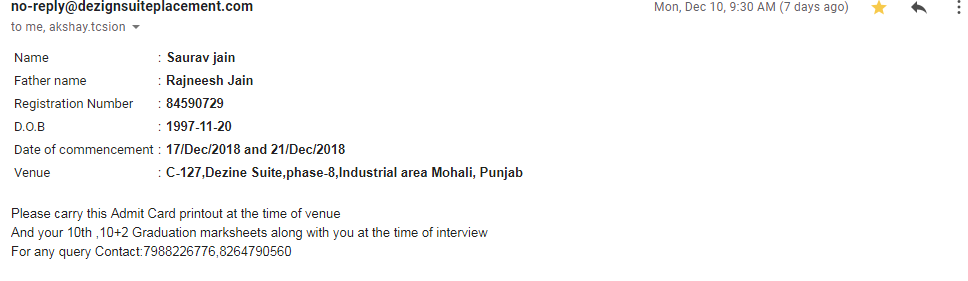 no-reply@dezignsuiteplacement.com Mon, Dec 10, 9:30 AM (7 days ago)
to me, akshay.tcsion
Name : Saurav jain
Father name : Rajneesh Jain
Registration Number : 84590729
D.O.B : 1997-11-20
Date of commencement : 17/Dec/2018 and 21/Dec/2018
Venue : C-127,Dezine Suite,phase-8,Industrial area Mohali, Punjab
Please carry this Admit Card printout at the time of venue
And your 10th ,10+2 Graduation marksheets along with you at the time of interview
For any query Contact:7988226776,8264790560